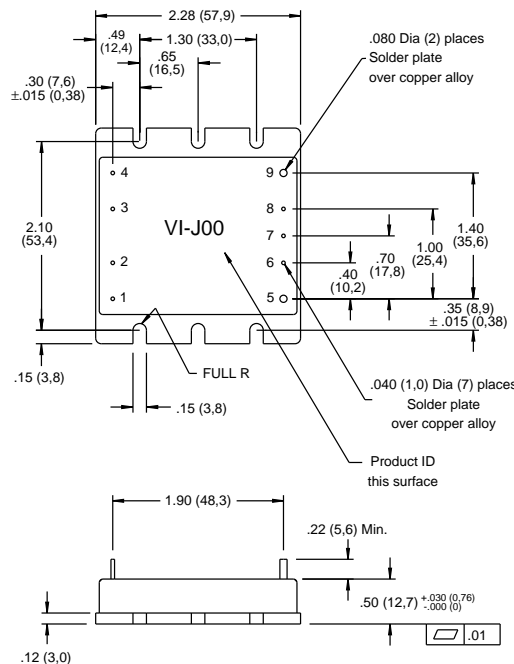 2.28 (57,9)
.49
(12,4)
1.30 (33,0)
.65
(16,5)
.30 (7,6)
±.015 (0,38)
.080 Dia (2) places
Solder plate
over copper alloy
4
3
2
1
9
8
7
6
5
VI-J00
2.10
(53,4)
1.40
(35,6)
1.00
(25,4)
.70
(17,8)
.40
(10,2)
.35 (8,9)
± .015 (0,38)
.15 (3,8)
FULL R
.15 (3,8)
.040 (1,0) Dia (7) places
Solder plate
over copper alloy
Product ID
this surface
1.90 (48,3)
.22 (5,6) Min.
.50 (12,7) +.030 (0,76)
-.000 (0)
.12 (3,0)
.01